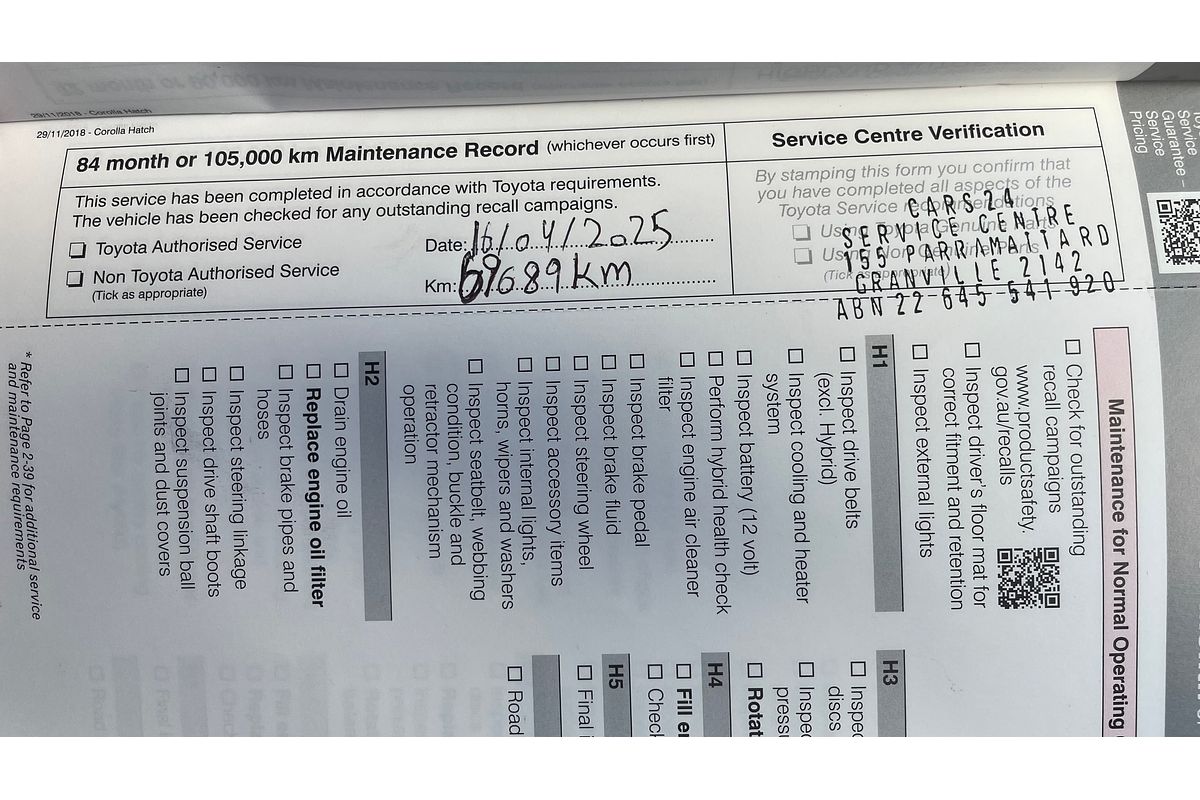 29/11/2018 - Corolla Hatch
84 month or 105,000 km Maintenance Record (whichever occurs first)
This service has been completed in accordance with Toyota requirements.
The vehicle has been checked for any outstanding recall campaigns.
Toyota Authorised Service
Non Toyota Authorised Service
(Tick as appropriate)
Date: 16/04/2025
Km: 69689 KM
Service Centre Verification
By stamping this form you confirm that
you have completed all aspects of the
Toyota Service
(Tick as appropriate)
CARS24
SERVICE CENTRE
155 PARRAMATTA RD
GRANVILLE 2142
ABN 22 645 541 920
Service
Guarantee –
Service
Pricing
Maintenance for Normal Operating
Check for outstanding
recall campaigns
www.productsafety.
gov.au/recalls
Inspect driver's floor mat for
correct fitment and retention
Inspect external lights
H1
Inspect drive belts
(excl. Hybrid)
Inspect cooling and heater
system
Inspect battery (12 volt)
Perform hybrid health check
Inspect engine air cleaner
filter
Inspect brake pedal
Inspect brake fluid
Inspect steering wheel
Inspect accessory items
Inspect internal lights,
horns, wipers and washers
Inspect seatbelt, webbing
condition, buckle and
retractor mechanism
operation
H2
Drain engine oil
Replace engine oil filter
Inspect brake pipes and
hoses
Inspect steering linkage
Inspect drive shaft boots
Inspect suspension ball
joints and dust covers
H3
discs
H4
H5
Final
Road
* Refer to Page 2-39 for additional service
and maintenance requirements